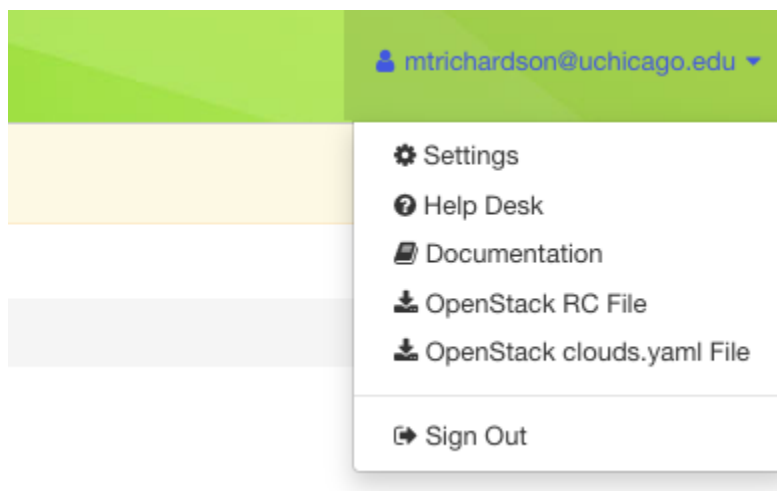 mtrichardson@uchicago.edu
Settings
Help Desk
Documentation
OpenStack RC File
OpenStack clouds.yaml File
Sign Out